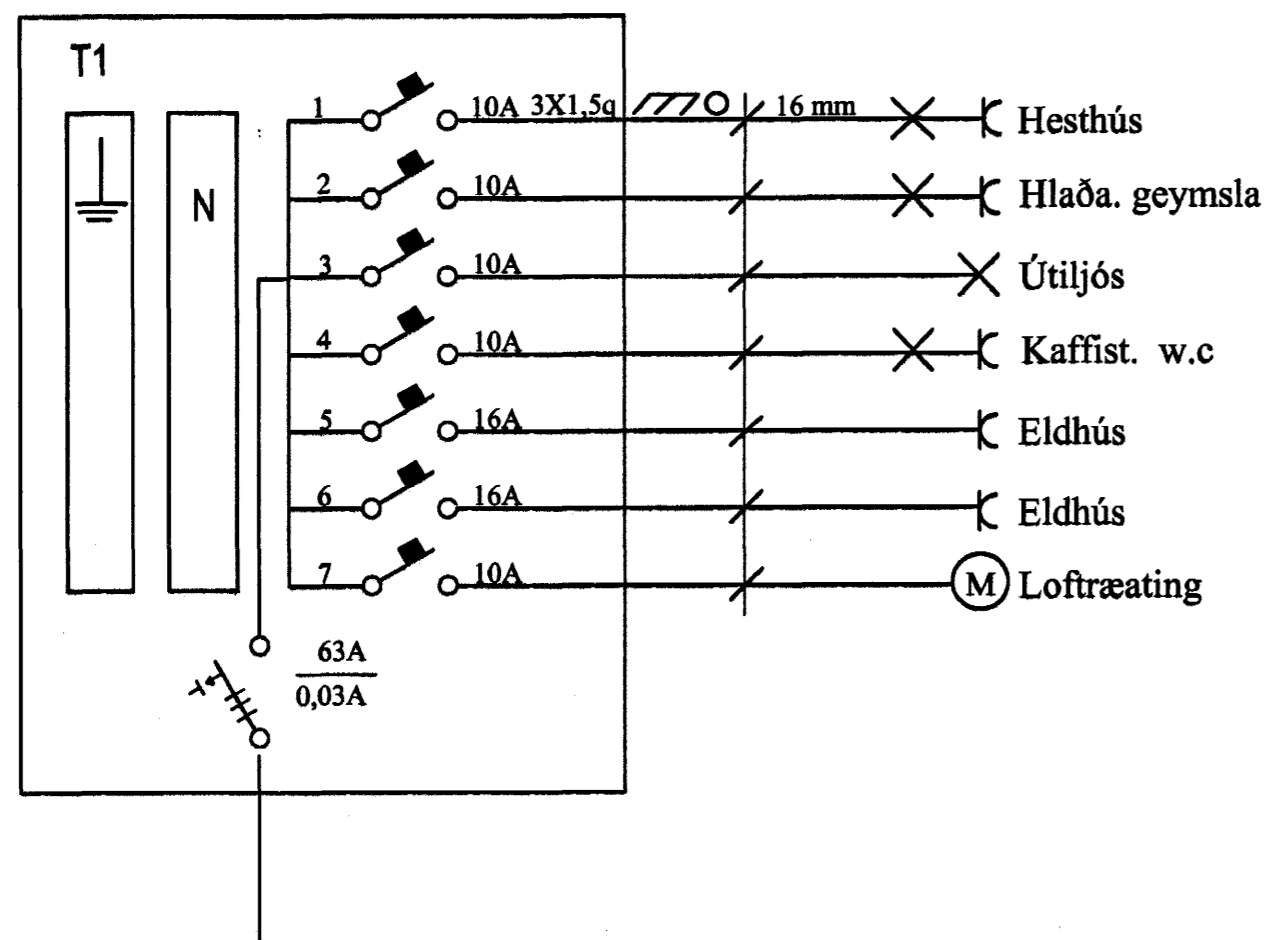 T1
N
1 10A 3X1,5q 16 mm Hesthús
2 10A Hlaða. geymsla
3 10A Útiljós
4 10A Kaffist. w.c
5 16A Eldhús
6 16A Eldhús
7 10A M Loftræating
63A
0,03A